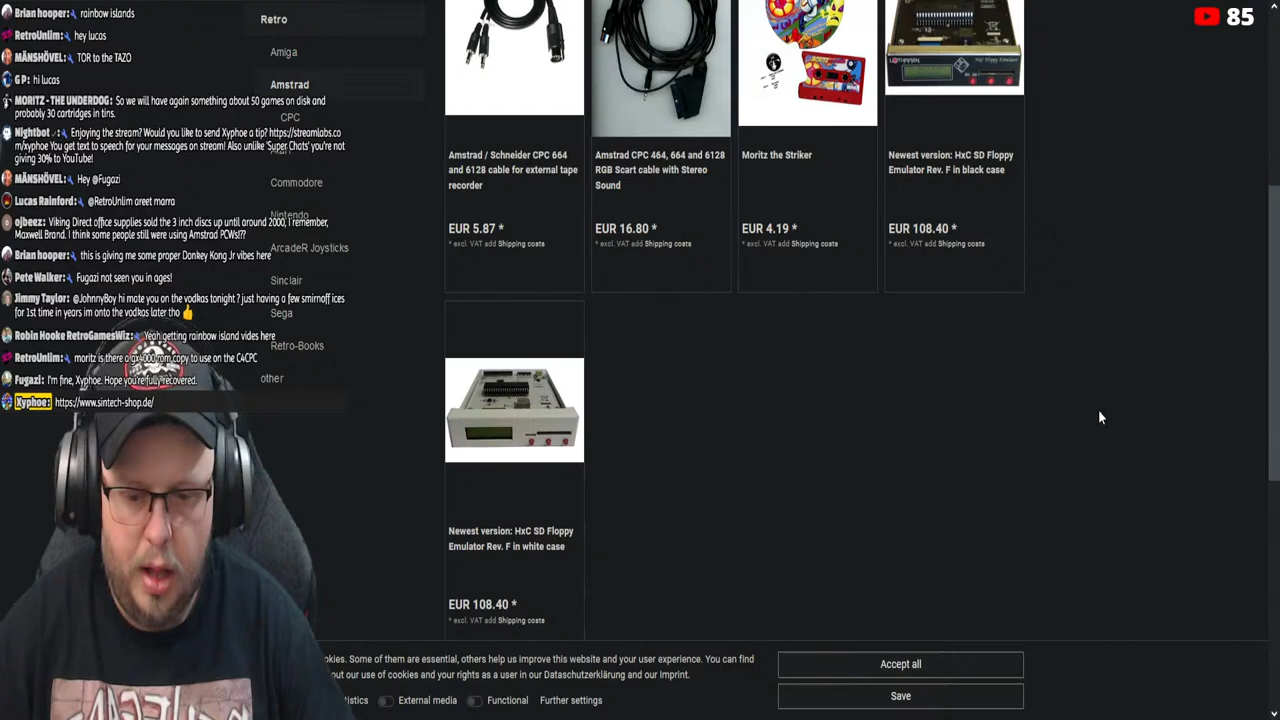 Brian hooper: rainbow islands
RetroUnlim: hey lucas
MÄNSHÖVEL: TOR to the TAZO
G P: hi lucas
MORITZ - THE UNDERDOG: So we will have again something about 50 games on disk and
probably 30 cartridges in tins.
Nightbot: Enjoying the stream? Would you like to send Xyphoe a tip? https://streamlabs.co
m/xyphoe You get text to speech for your messages on stream! Also unlike 'Super Chats' you're not
giving 30% to YouTube!
MÄNSHÖVEL: Hey @Fugazi
Lucas Rainford: @RetroUnlim areet marra
ojbeez: Viking Direct office supplies sold the 3 inch discs up until around 2000, I remember,
Maxwell Brand. I think some people still were using Amstrad PCWs!??
Brian hooper: this is giving me some proper Donkey Kong Jr vibes here
Pete Walker: Fugazi not seen you in ages!
Jimmy Taylor: @JohnnyBoy hi mate you on the vodkas tonight ? just having a few smirnoff ices
for 1st time in years im onto the vodkas later tho 👍
Robin Hooke RetroGamesWiz: Yeah getting rainbow island vides here
RetroUnlim: moritz is there a gx4000 rom copy to use on the C4CPC
Fugazi: I'm fine, Xyphoe. Hope you're fully recovered.
Xyphoe: https://www.sintech-shop.de/
Retro
Amiga
Amstrad
CPC
Commodore
Nintendo
ArcadeR Joysticks
Sinclair
Sega
Retro-Books
other
85
Amstrad / Schneider CPC 664
and 6128 cable for external tape
recorder
EUR 5.87 *
* excl. VAT add Shipping costs
Amstrad CPC 464, 664 and 6128
RGB Scart cable with Stereo
Sound
EUR 16.80 *
* excl. VAT add Shipping costs
Moritz the Striker
EUR 4.19 *
* excl. VAT add Shipping costs
Newest version: HxC SD Floppy
Emulator Rev. F in black case
EUR 108.40 *
* excl. VAT add Shipping costs
Newest version: HxC SD Floppy
Emulator Rev. F in white case
EUR 108.40 *
* excl. VAT add Shipping costs
okies. Some of them are essential, others help us improve this website and your user experience. You can find
out our use of cookies and your rights as a user in our Dataschutzerklärung and our Imprint.
tistics
External media
Functional
Further settings
Accept all
Save